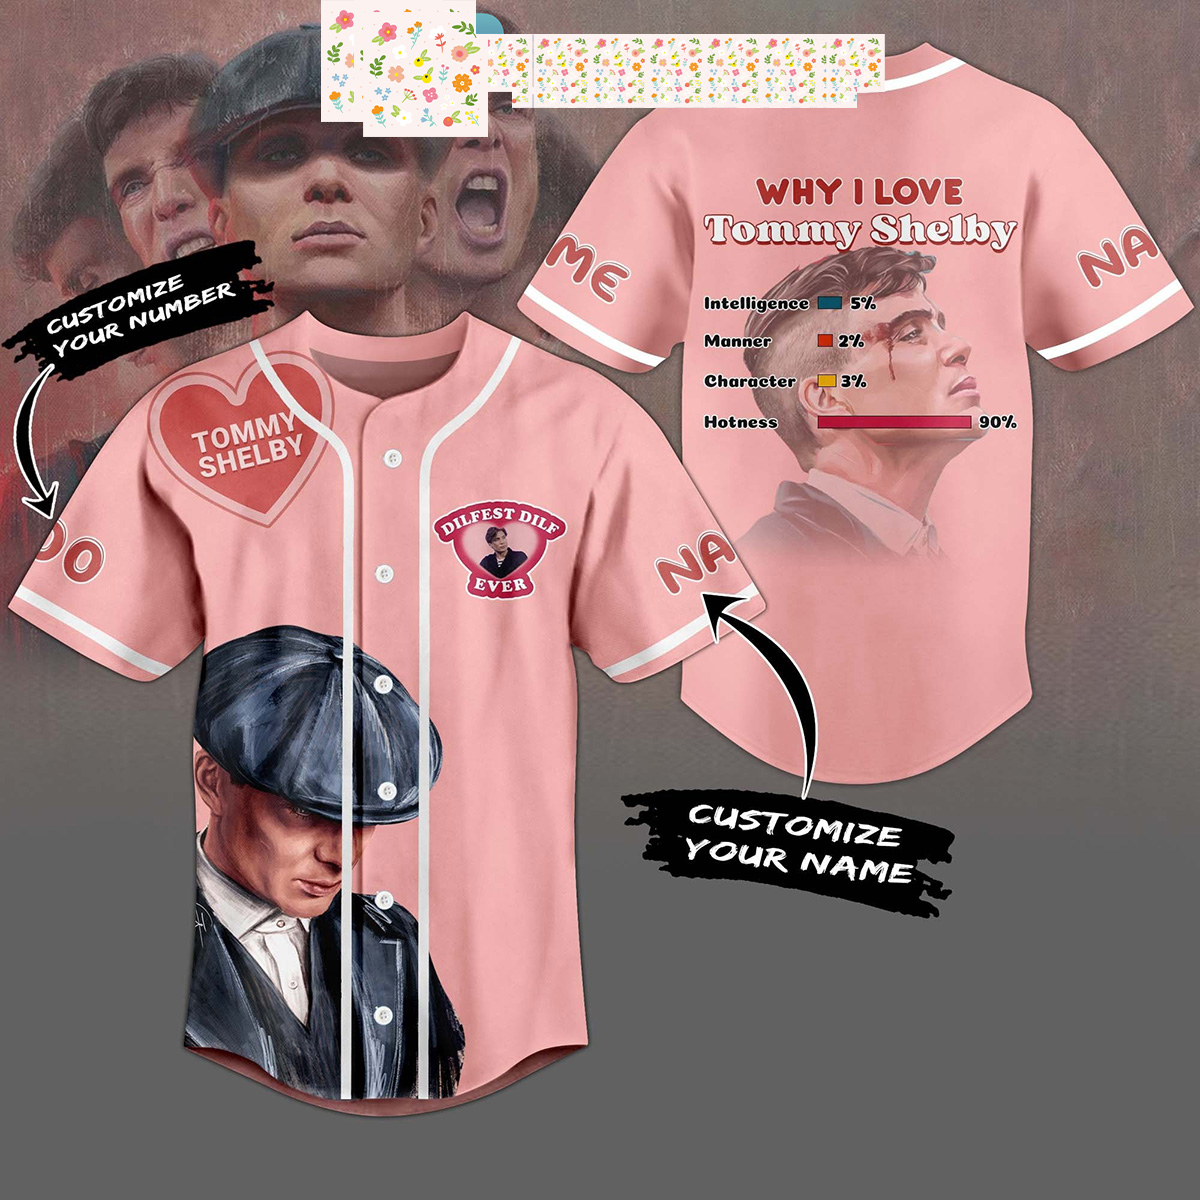 CUSTOMIZE
YOUR NUMBER
TOMMY
SHELBY
DILFEST DILF
EVER
NA
WHY I LOVE
Tommy Shelby
Intelligence 5%
Manner 2%
Character 3%
Hotness 90%
ME
NA
CUSTOMIZE
YOUR NAME